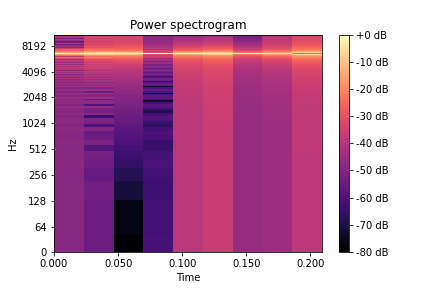 Power spectrogram
Hz
8192
4096
2048
1024
512
256
128
64
0
0.000
0.050
0.100
0.150
0.200
Time
+0 dB
-10 dB
-20 dB
-30 dB
-40 dB
-50 dB
-60 dB
-70 dB
-80 dB